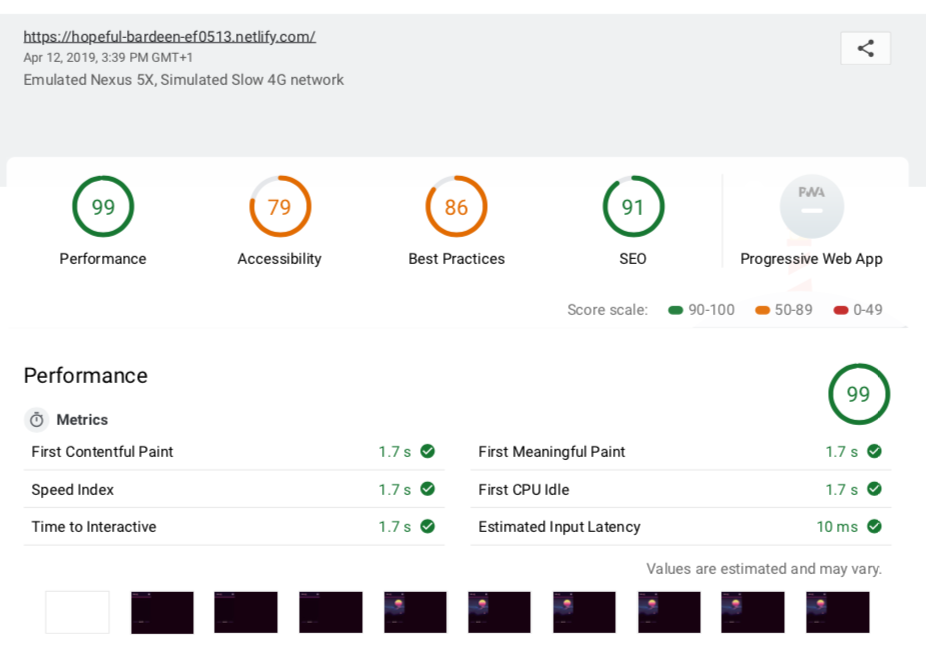 https://hopeful-bardeen-ef0513.netlify.com/
Apr 12, 2019, 3:39 PM GMT+1
Emulated Nexus 5X, Simulated Slow 4G network
99 79 86 91 PWA
Performance Accessibility Best Practices SEO Progressive Web App
Score scale: 90-100 50-89 0-49
Performance
99
Metrics
First Contentful Paint 1.7 s First Meaningful Paint 1.7 s
Speed Index 1.7 s First CPU Idle 1.7 s
Time to Interactive 1.7 s Estimated Input Latency 10 ms
Values are estimated and may vary.